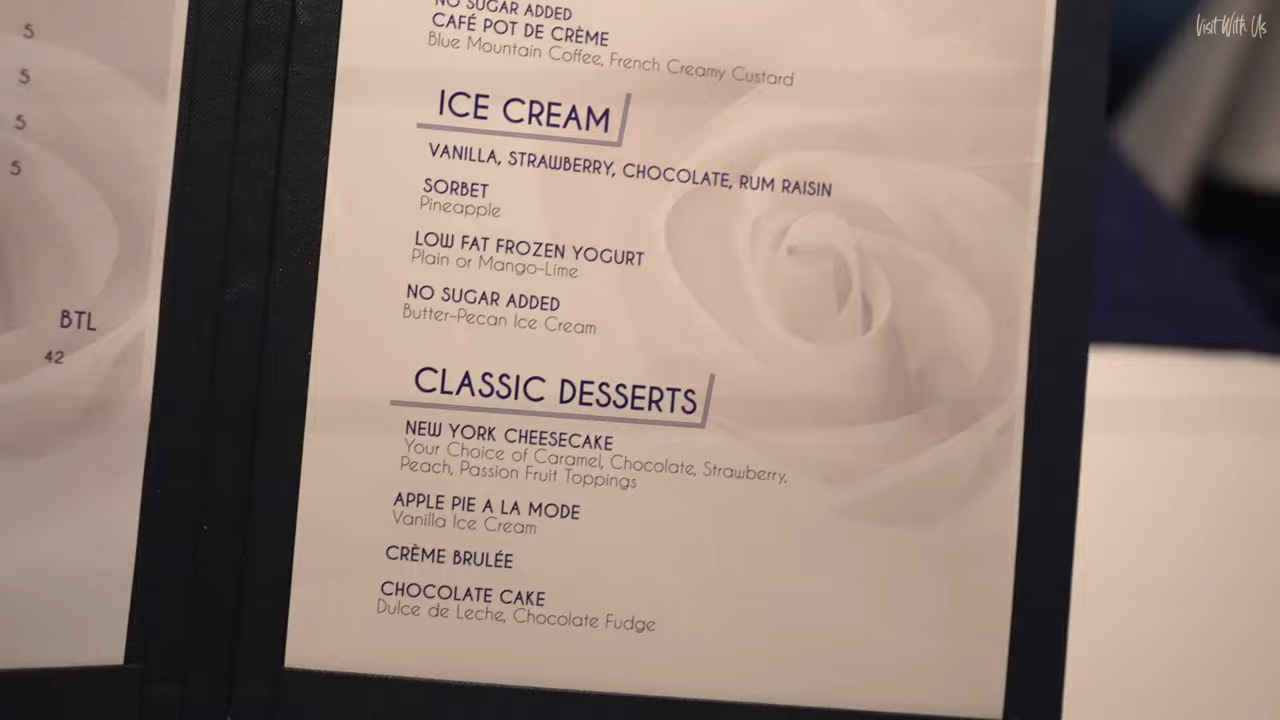 5
5
5
5
BTL
42
NO SUGAR ADDED
CAFÉ POT DE CRÈME
Blue Mountain Coffee, French Creamy Custard
ICE CREAM
VANILLA, STRAWBERRY, CHOCOLATE, RUM RAISIN
SORBET
Pineapple
LOW FAT FROZEN YOGURT
Plain or Mango-Lime
NO SUGAR ADDED
Butter-Pecan Ice Cream
CLASSIC DESSERTS
NEW YORK CHEESECAKE
Your Choice of Caramel, Chocolate, Strawberry,
Peach, Passion Fruit Toppings
APPLE PIE A LA MODE
Vanilla Ice Cream
CRÈME BRULÉE
CHOCOLATE CAKE
Dulce de Leche, Chocolate Fudge
Visit With Us